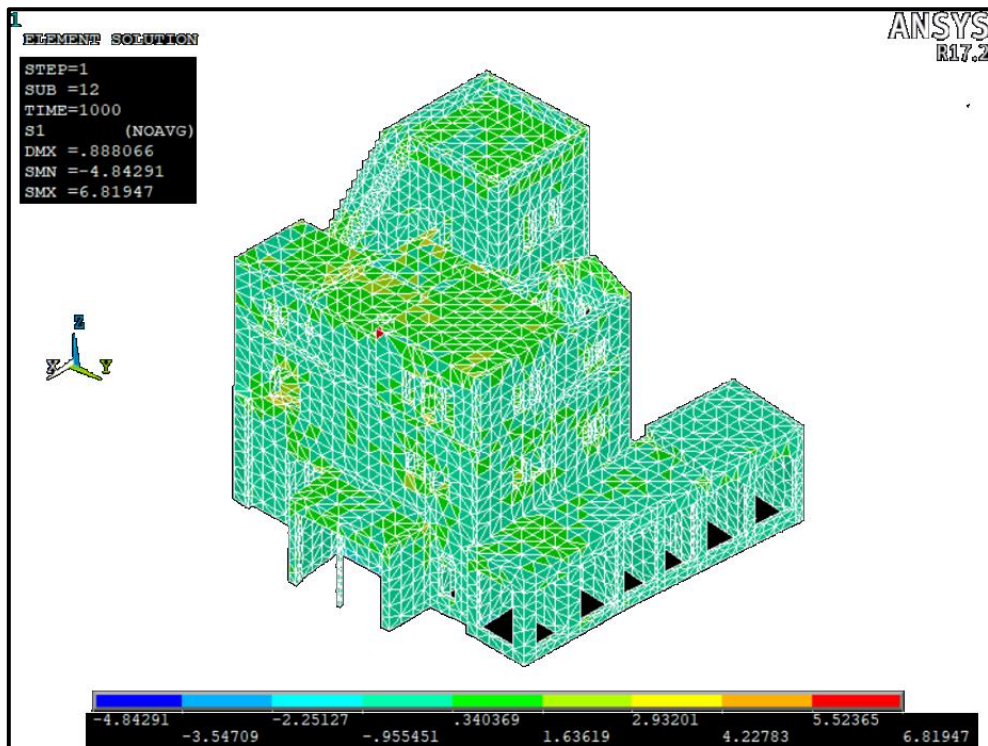 1
ELEMENT SOLUTION
ANSYS
R17.2
STEP=1
SUB =12
TIME=1000
S1 (NOAVG)
DMX =.888066
SMN =-4.84291
SMX =6.81947
Z
X Y
-4.84291 -2.25127 .340369 2.93201 5.52365
-3.54709 -.955451 1.63619 4.22783 6.81947